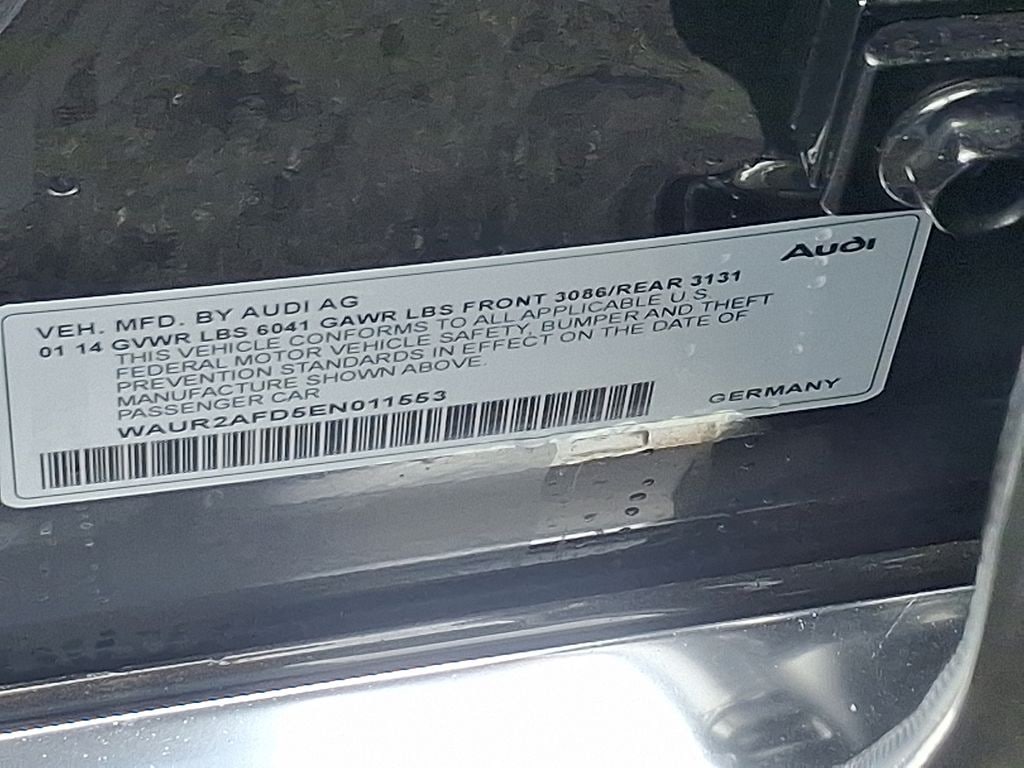 Audi
VEH. MFD. BY AUDI AG
01 14 GVWR LBS 6041 GAWR LBS FRONT 3086/REAR 3131
THIS VEHICLE CONFORMS TO ALL APPLICABLE U.S.
FEDERAL MOTOR VEHICLE SAFETY, BUMPER AND THEFT
PREVENTION STANDARDS IN EFFECT ON THE DATE OF
MANUFACTURE SHOWN ABOVE.
PASSENGER CAR
WAUR2AFD5EN011553
GERMANY